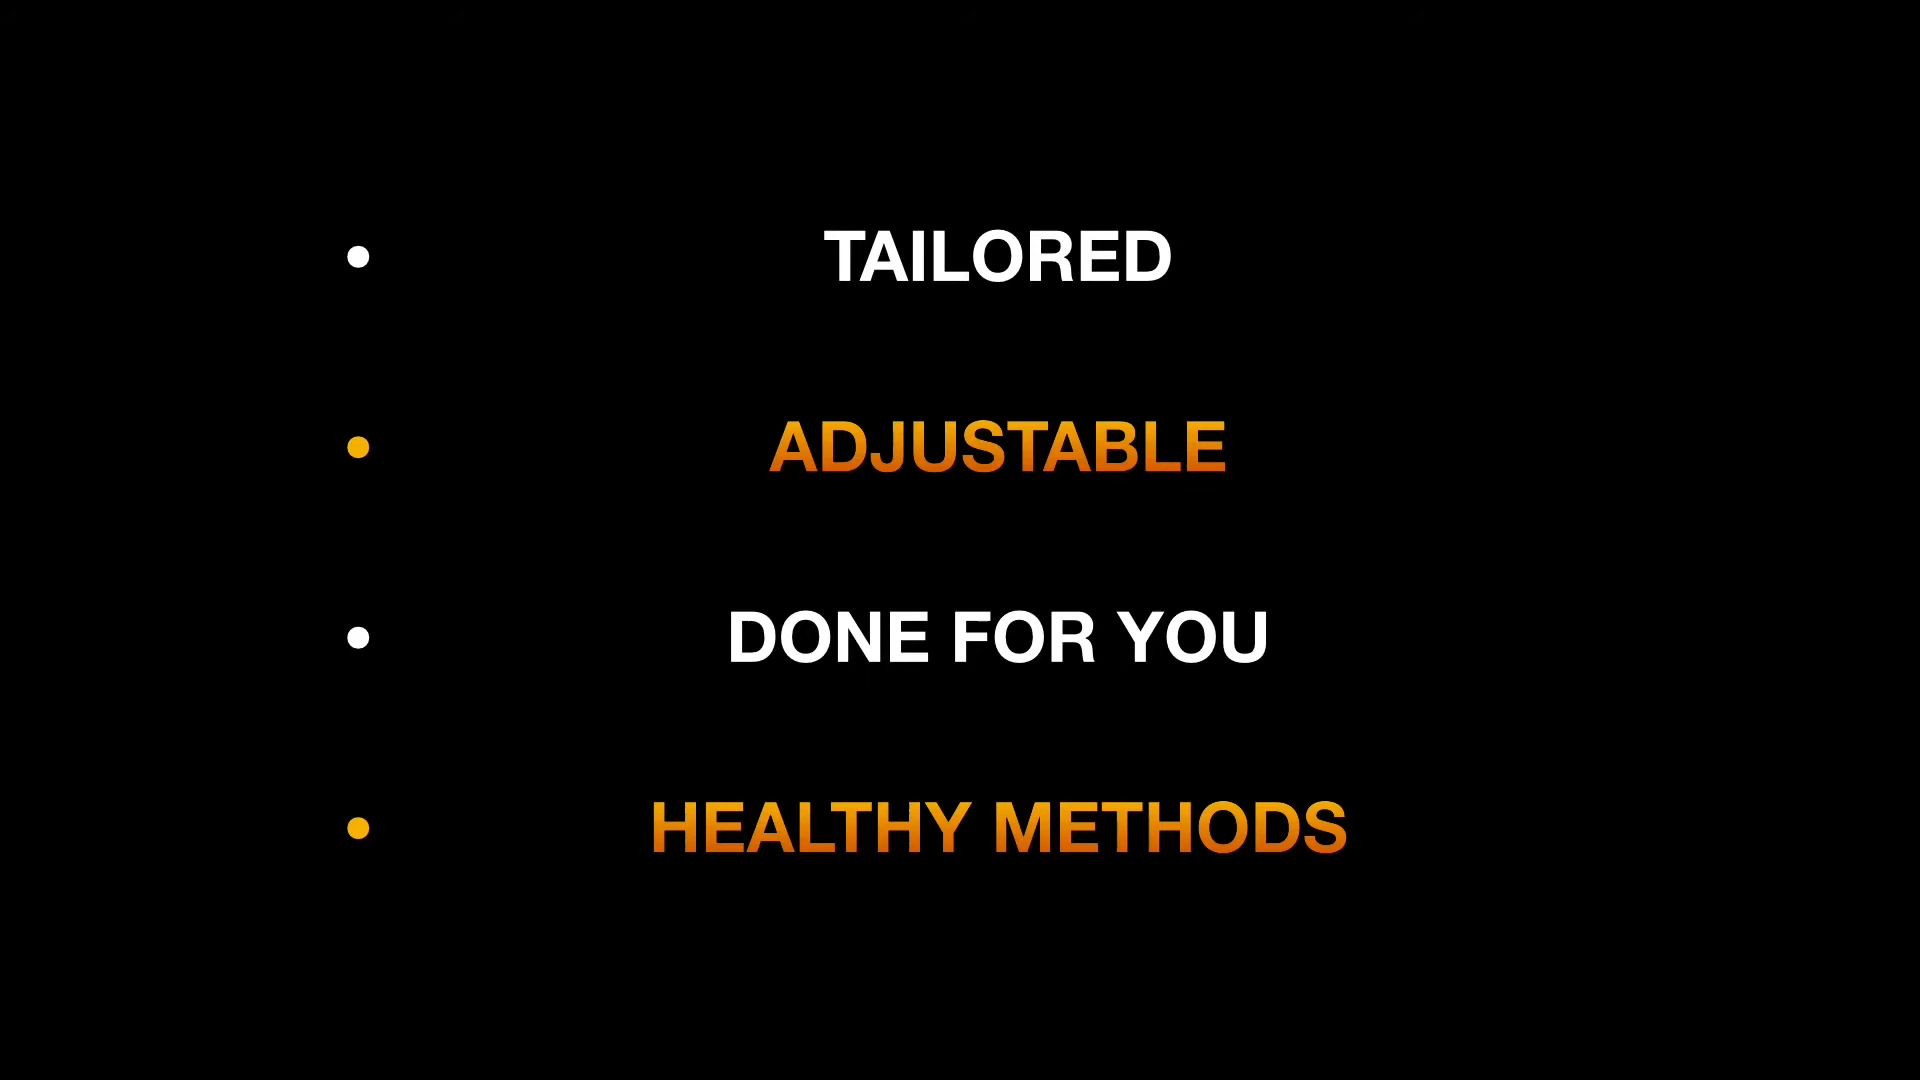 • TAILORED
• ADJUSTABLE
• DONE FOR YOU
• HEALTHY METHODS